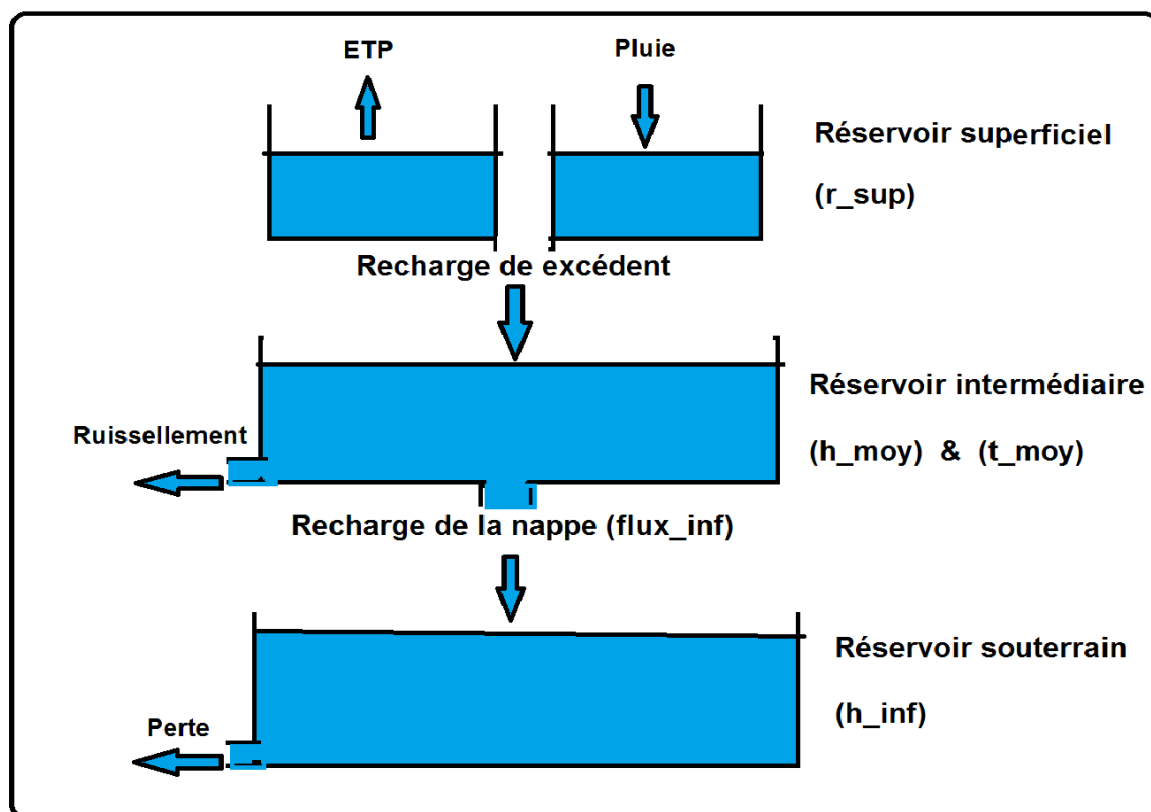 ETP
Pluie
Réservoir superficiel
(r_sup)
Recharge de excédent
Réservoir intermédiaire
(h_moy) & (t_moy)
Ruissellement
Recharge de la nappe (flux_inf)
Réservoir souterrain
(h_inf)
Perte